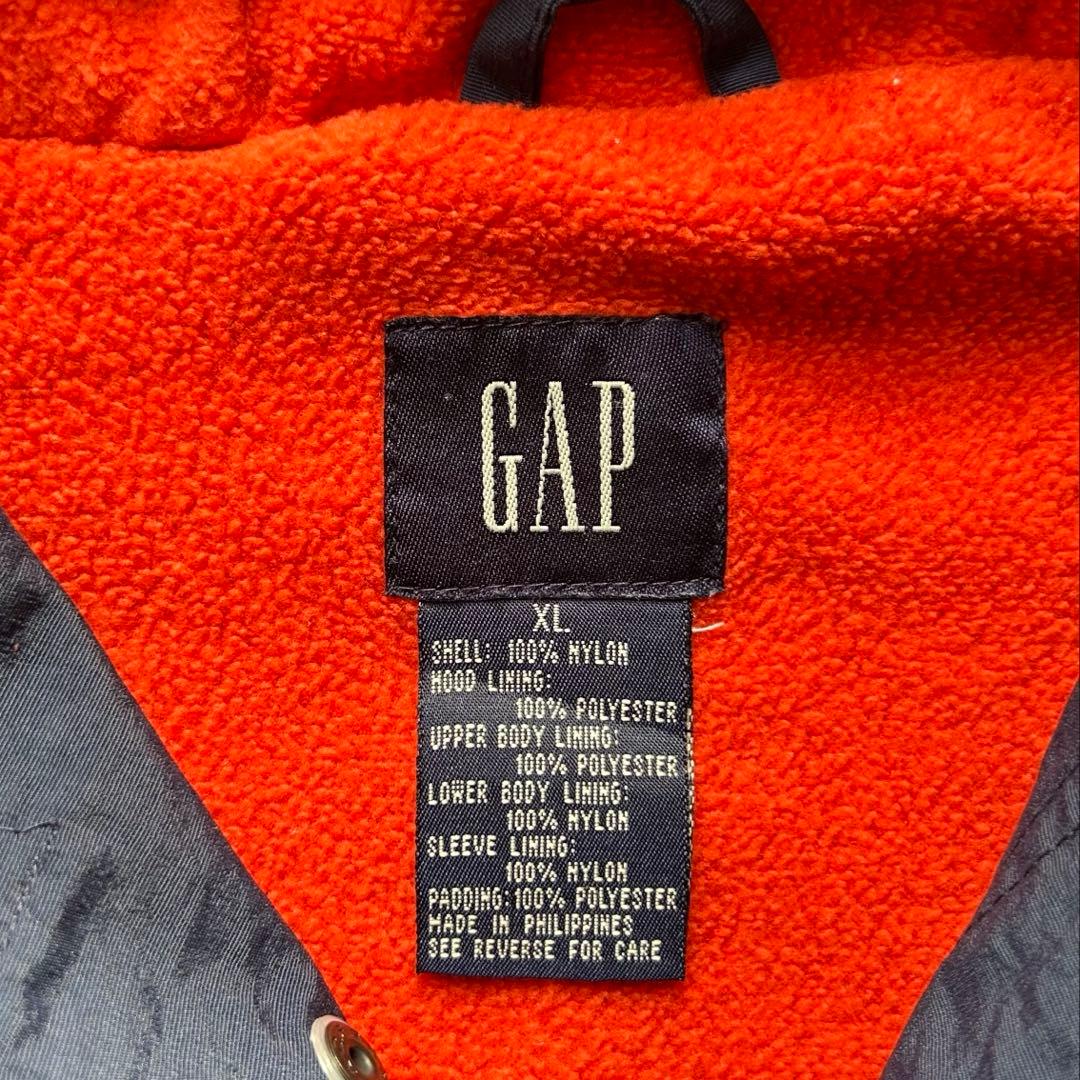 GAP
XL
SHELL: 100% NYLON
HOOD LINING:
100% POLYESTER
UPPER BODY LINING:
100% POLYESTER
LOWER BODY LINING:
100% NYLON
SLEEVE LINING:
100% NYLON
PADDING: 100% POLYESTER
MADE IN PHILIPPINES
SEE REVERSE FOR CARE